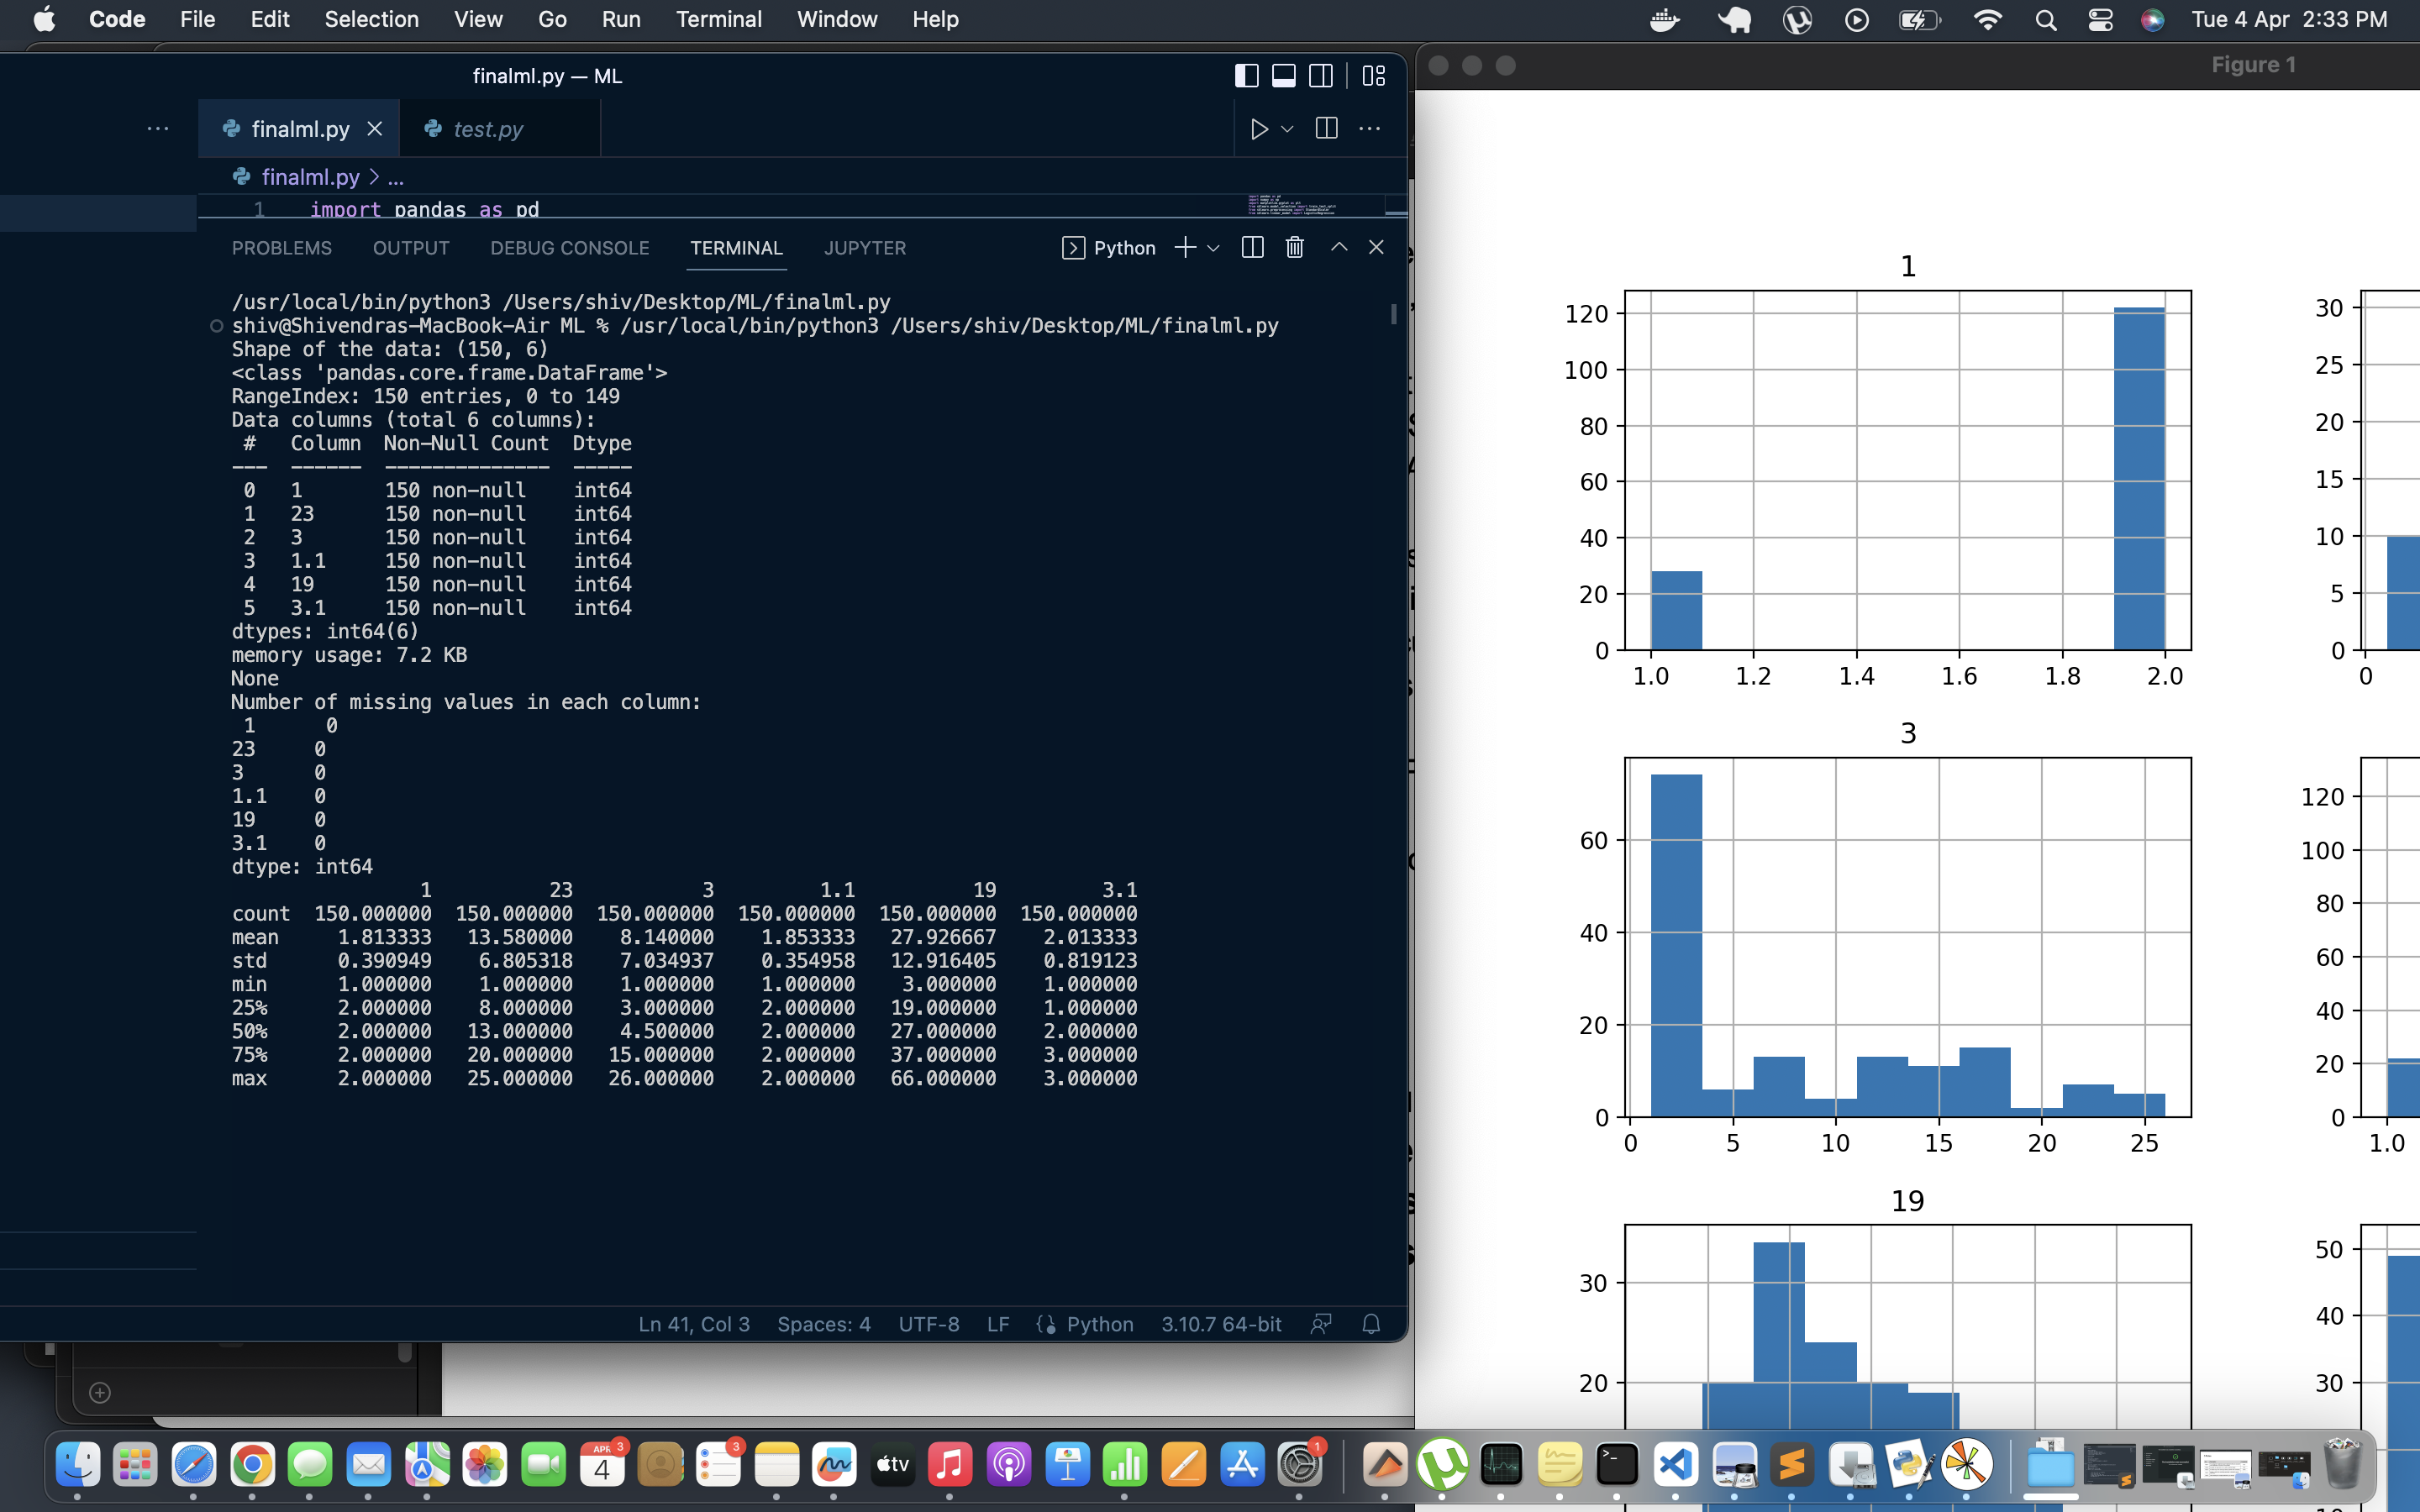 Code File Edit Selection View Go Run Terminal Window Help Tue 4 Apr 2:33 PM
finalml.py — ML
Figure 1
finalml.py test.py
finalml.py > ...
1 import pandas as pd
PROBLEMS OUTPUT DEBUG CONSOLE TERMINAL JUPYTER Python
/usr/local/bin/python3 /Users/shiv/Desktop/ML/finalml.py
shiv@Shivendras-MacBook-Air ML % /usr/local/bin/python3 /Users/shiv/Desktop/ML/finalml.py
Shape of the data: (150, 6)
<class 'pandas.core.frame.DataFrame'>
RangeIndex: 150 entries, 0 to 149
Data columns (total 6 columns):
# Column Non-Null Count Dtype
--- ------ -------------- -----
0 1 150 non-null int64
1 23 150 non-null int64
2 3 150 non-null int64
3 1.1 150 non-null int64
4 19 150 non-null int64
5 3.1 150 non-null int64
dtypes: int64(6)
memory usage: 7.2 KB
None
Number of missing values in each column:
1 0
23 0
3 0
1.1 0
19 0
3.1 0
dtype: int64
1 23 3 1.1 19 3.1
count 150.000000 150.000000 150.000000 150.000000 150.000000 150.000000
mean 1.813333 13.580000 8.140000 1.853333 27.926667 2.013333
std 0.390949 6.805318 7.034937 0.354958 12.916405 0.819123
min 1.000000 1.000000 1.000000 1.000000 3.000000 1.000000
25% 2.000000 8.000000 3.000000 2.000000 19.000000 1.000000
50% 2.000000 13.000000 4.500000 2.000000 27.000000 2.000000
75% 2.000000 20.000000 15.000000 2.000000 37.000000 3.000000
max 2.000000 25.000000 26.000000 2.000000 66.000000 3.000000
Ln 41, Col 3 Spaces: 4 UTF-8 LF Python 3.10.7 64-bit
1
120
100
80
60
40
20
0
1.0 1.2 1.4 1.6 1.8 2.0
30
25
20
15
10
5
0
0
3
60
40
20
0
0 5 10 15 20 25
120
100
80
60
40
20
0
1.0
19
30
20
50
40
30
APR 3
4
3
tv
1